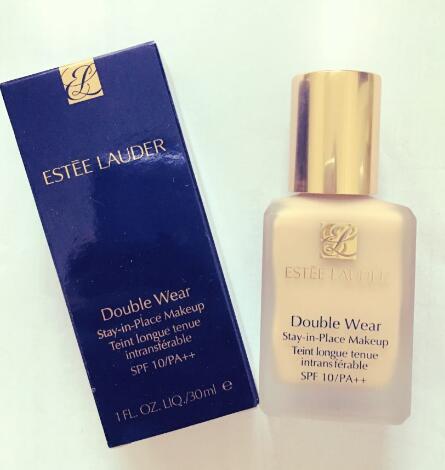 ESTĒE LAUDER
Double Wear
Stay-in-Place Makeup
Teint longue tenue
intransférable
SPF 10/PA++
1 FL. OZ. LIQ./30ml e
ESTĒE LAUDER
Double Wear
Stay-in-Place Makeup
Teint longue tenue
intransférable
SPF 10/PA++